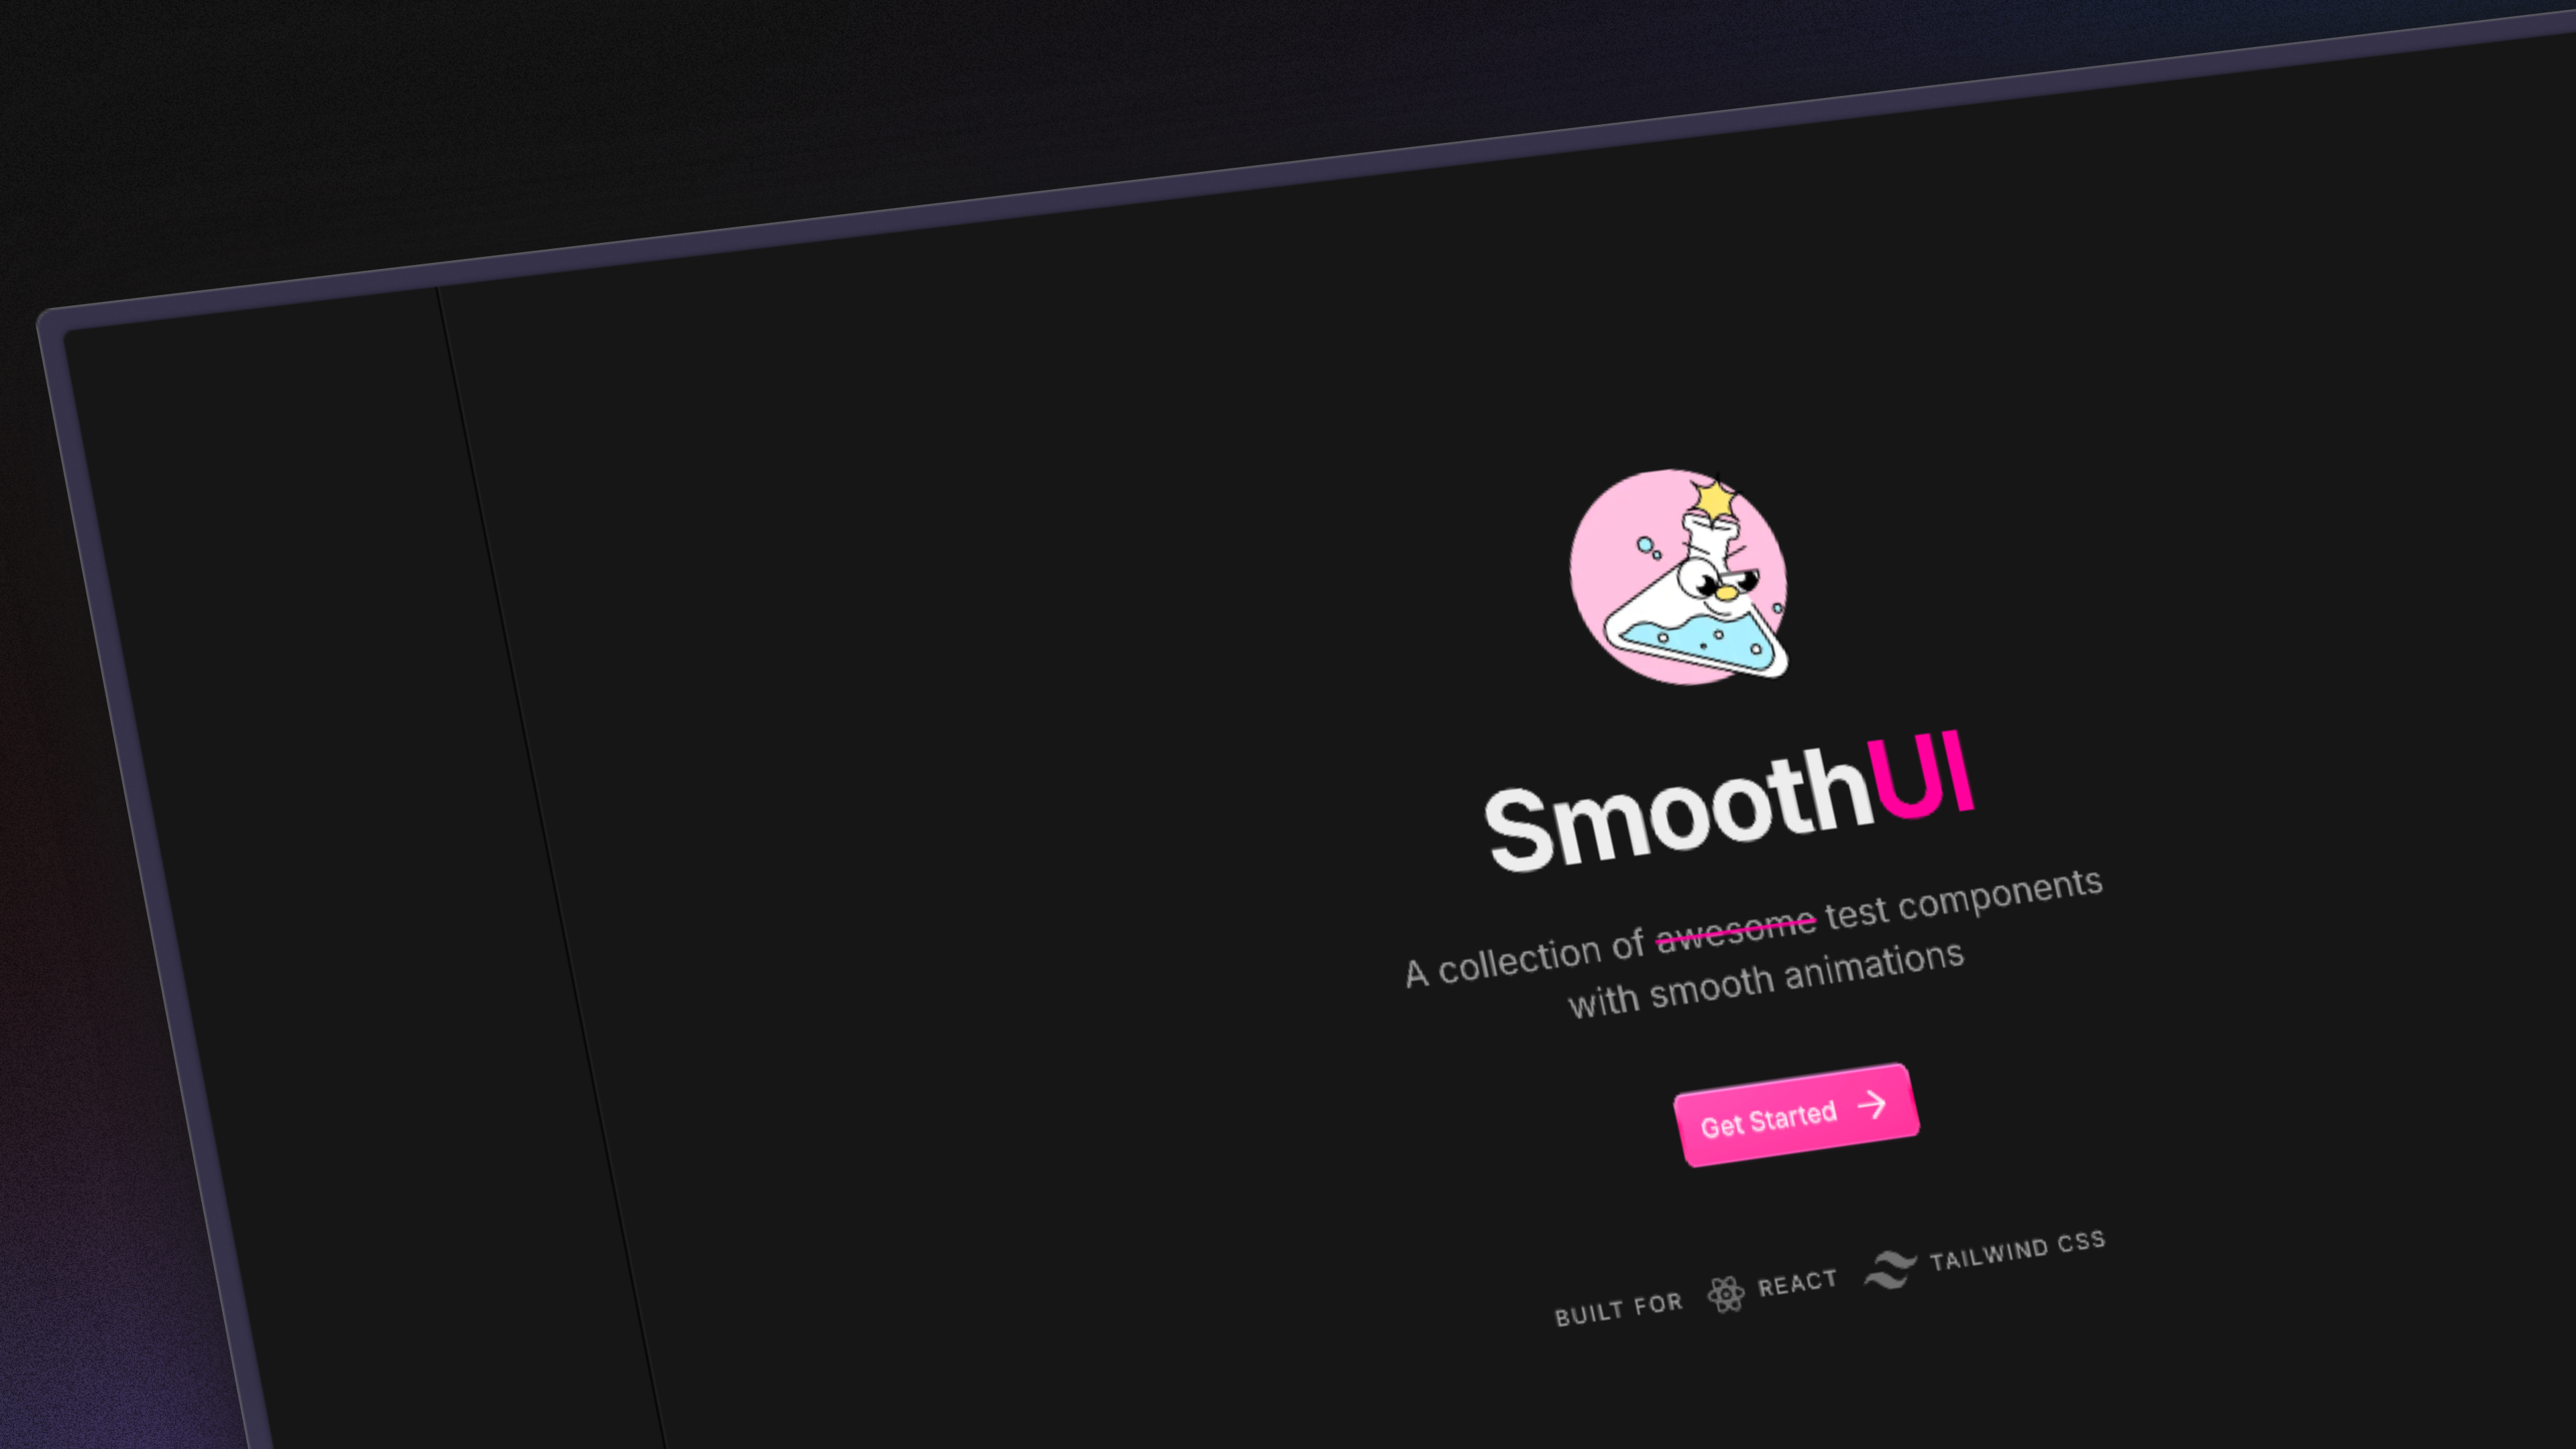 SmoothUI
A collection of awesome test components
with smooth animations
Get Started
BUILT FOR REACT TAILWIND CSS